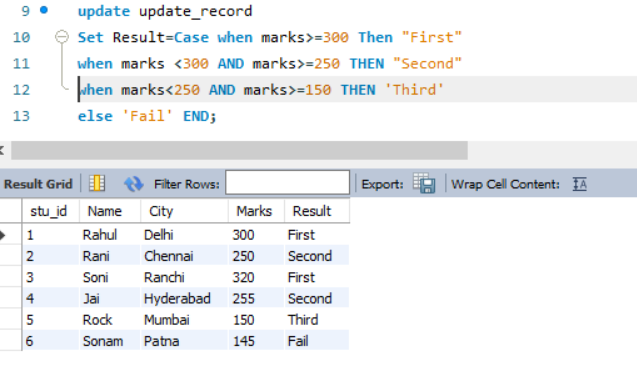 9 update update_record
10 Set Result=Case when marks>=300 Then "First"
11 when marks <300 AND marks>=250 THEN "Second"
12 when marks<250 AND marks>=150 THEN 'Third'
13 else 'Fail' END;
Result Grid Filter Rows: Export: Wrap Cell Content: IA
stu_id Name City Marks Result
1 Rahul Delhi 300 First
2 Rani Chennai 250 Second
3 Soni Ranchi 320 First
4 Jai Hyderabad 255 Second
5 Rock Mumbai 150 Third
6 Sonam Patna 145 Fail